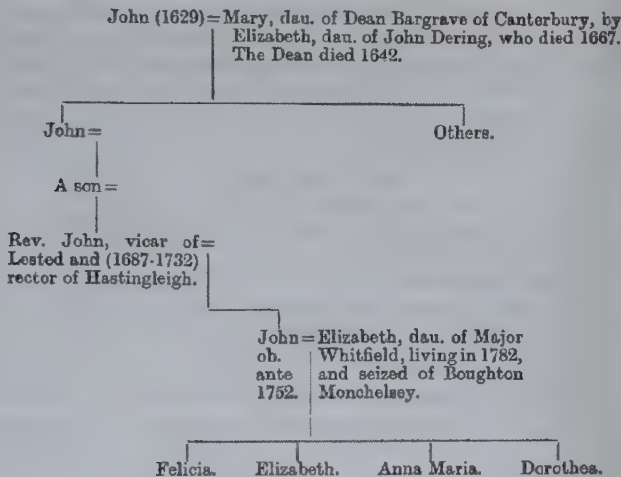 John (1629) = Mary, dau. of Dean Bargrave of Canterbury, by
Elizabeth, dau. of John Dering, who died 1667.
The Dean died 1642.
John =
Others.
A son =
Rev. John, vicar of =
Lested and (1687-1732)
rector of Hastingleigh.
John = Elizabeth, dau. of Major
ob. Whitfield, living in 1782,
ante and seized of Boughton
1752. Monchelsey.
Felicia. Elizabeth. Anna Maria. Dorothea.